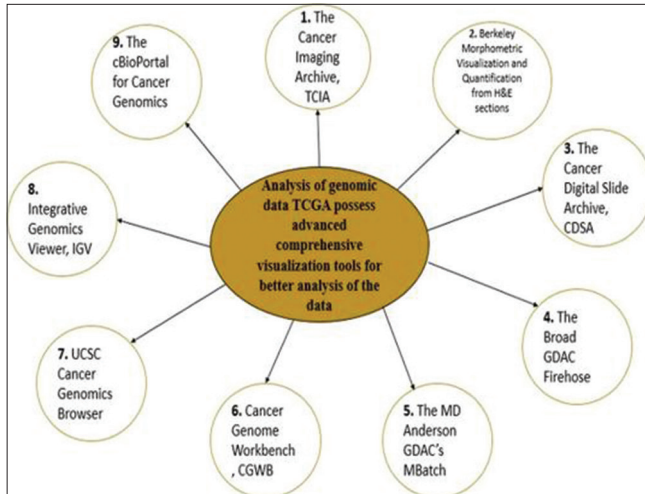 Analysis of genomic
data TCGA possess
advanced
comprehensive
visualization tools for
better analysis of the
data
1. The
Cancer
Imaging
Archive,
TCIA
2. Berkeley
Morphometric
Visualization and
Quantification
from H&E
sections
3. The
Cancer
Digital Slide
Archive,
CDSA
4. The
Broad
GDAC
Firehose
5. The MD
Anderson
GDAC's
MBatch
6. Cancer
Genome
Workbench
, CGWB
7. UCSC
Cancer
Genomics
Browser
8.
Integrative
Genomics
Viewer, IGV
9. The
cBioPortal
for Cancer
Genomics